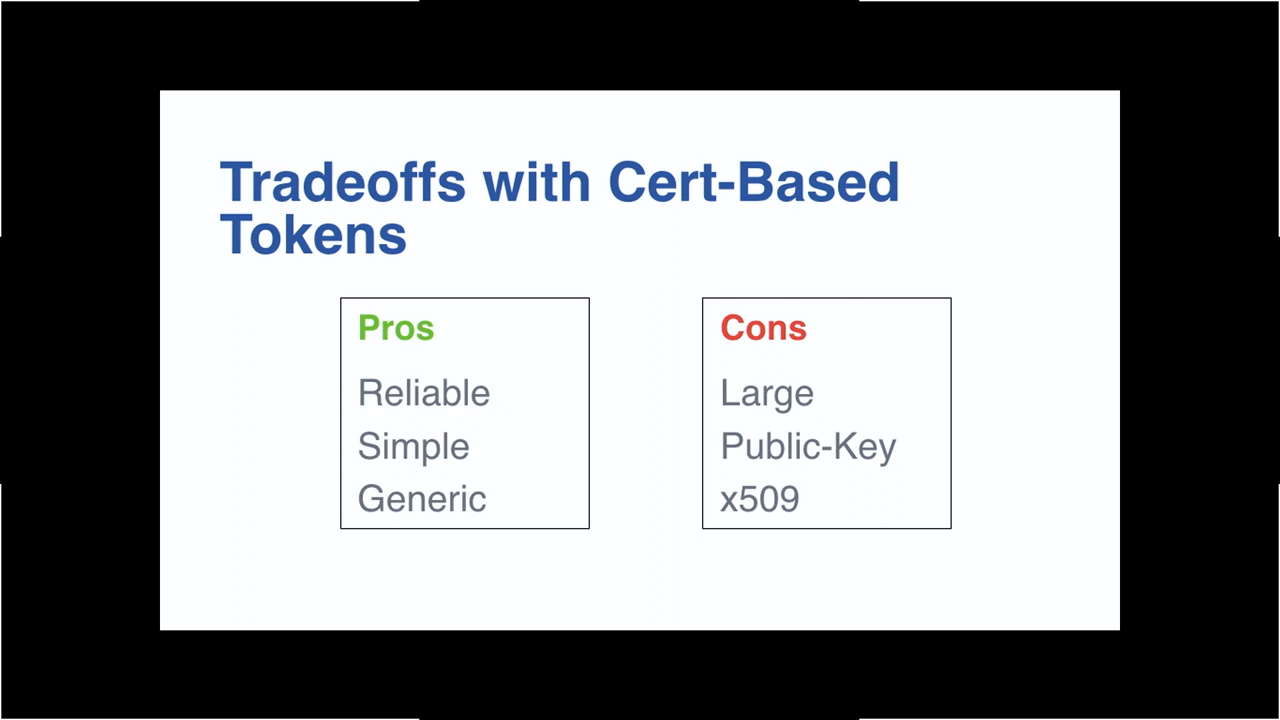 Tradeoffs with Cert-Based
Tokens
Pros
Reliable
Simple
Generic
Cons
Large
Public-Key
x509